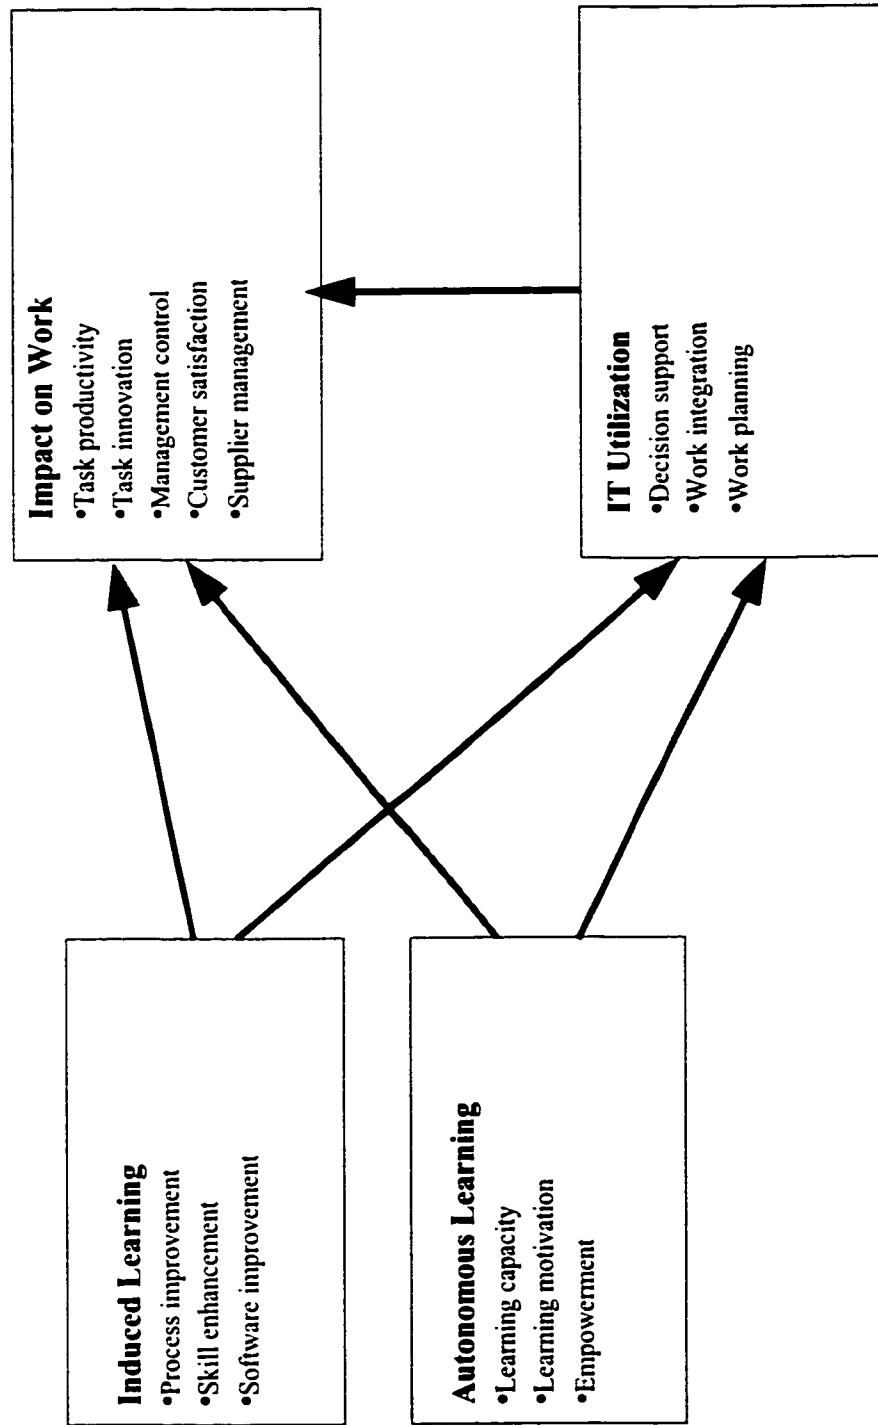 Induced Learning
•Process improvement
•Skill enhancement
•Software improvement
Autonomous Learning
•Learning capacity
•Learning motivation
•Empowerment
Impact on Work
•Task productivity
•Task innovation
•Management control
•Customer satisfaction
•Supplier management
IT Utilization
•Decision support
•Work integration
•Work planning